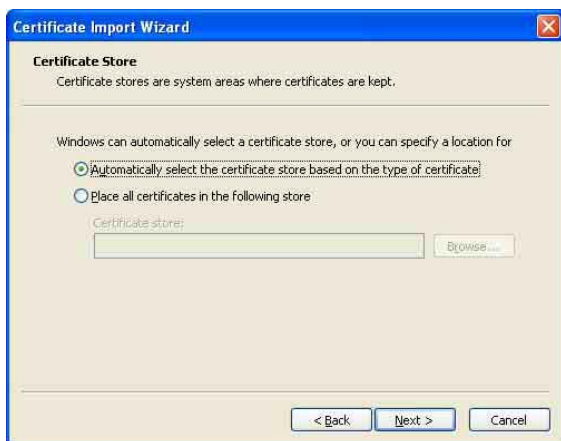 Certificate Import Wizard
Certificate Store
Certificate stores are system areas where certificates are kept.
Windows can automatically select a certificate store, or you can specify a location for
Automatically select the certificate store based on the type of certificate
Place all certificates in the following store
Certificate store:
Browse...
< Back Next > Cancel